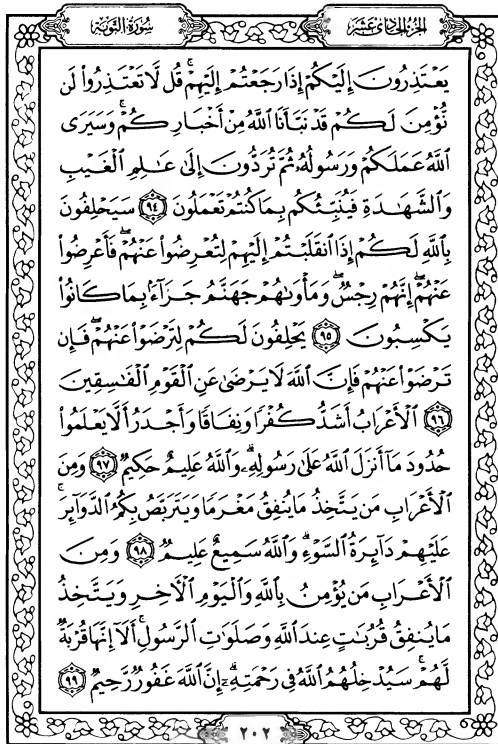 الجزء الحادي عشر
سورة التوبة
يَعْتَذِرُونَ إِلَيْكُمْ إِذَا رَجَعْتُمْ إِلَيْهِمْ ۚ قُل لَّا تَعْتَذِرُوا۟ لَن
نُّؤْمِنَ لَكُمْ قَدْ نَبَّأَنَا ٱللَّهُ مِنْ أَخْبَارِكُمْ ۚ وَسَيَرَى
ٱللَّهُ عَمَلَكُمْ وَرَسُولُهُۥ ثُمَّ تُرَدُّونَ إِلَىٰ عَـٰلِمِ ٱلْغَيْبِ
وَٱلشَّهَـٰدَةِ فَيُنَبِّئُكُم بِمَا كُنتُمْ تَعْمَلُونَ ٩٤ سَيَحْلِفُونَ
بِٱللَّهِ لَكُمْ إِذَا ٱنقَلَبْتُمْ إِلَيْهِمْ لِتُعْرِضُوا۟ عَنْهُمْ ۖ فَأَعْرِضُوا۟
عَنْهُمْ ۖ إِنَّهُمْ رِجْسٌ ۖ وَمَأْوَىٰهُمْ جَهَنَّمُ جَزَآءًۢ بِمَا كَانُوا۟
يَكْسِبُونَ ٩٥ يَحْلِفُونَ لَكُمْ لِتَرْضَوْا۟ عَنْهُمْ ۖ فَإِن
تَرْضَوْا۟ عَنْهُمْ فَإِنَّ ٱللَّهَ لَا يَرْضَىٰ عَنِ ٱلْقَوْمِ ٱلْفَـٰسِقِينَ
٩٦ ٱلْأَعْرَابُ أَشَدُّ كُفْرًا وَنِفَاقًا وَأَجْدَرُ أَلَّا يَعْلَمُوا۟
حُدُودَ مَآ أَنزَلَ ٱللَّهُ عَلَىٰ رَسُولِهِۦ ۗ وَٱللَّهُ عَلِيمٌ حَكِيمٌ ٩٧ وَمِنَ
ٱلْأَعْرَابِ مَن يَتَّخِذُ مَا يُنفِقُ مَغْرَمًا وَيَتَرَبَّصُ بِكُمُ ٱلدَّوَآئِرَ ۚ
عَلَيْهِمْ دَآئِرَةُ ٱلسَّوْءِ ۗ وَٱللَّهُ سَمِيعٌ عَلِيمٌ ٩٨ وَمِنَ
ٱلْأَعْرَابِ مَن يُؤْمِنُ بِٱللَّهِ وَٱلْيَوْمِ ٱلْـَٔاخِرِ وَيَتَّخِذُ
مَا يُنفِقُ قُرُبَـٰتٍ عِندَ ٱللَّهِ وَصَلَوَٰتِ ٱلرَّسُولِ ۚ أَلَآ إِنَّهَا قُرْبَةٌ
لَّهُمْ ۚ سَيُدْخِلُهُمُ ٱللَّهُ فِى رَحْمَتِهِۦٓ ۗ إِنَّ ٱللَّهَ غَفُورٌ رَّحِيمٌ ٩٩
٢٠٢